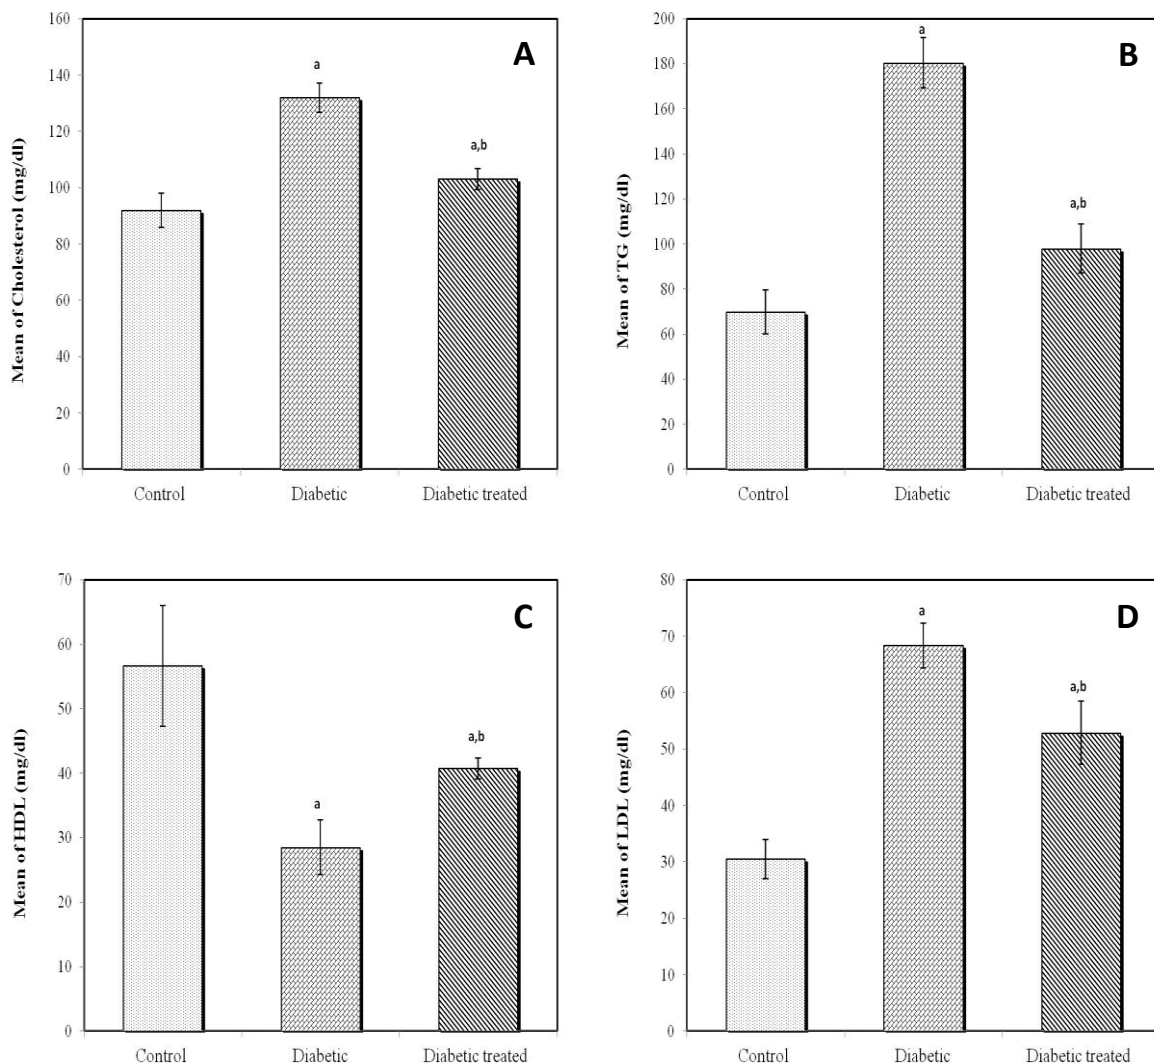 A
Mean of Cholesterol (mg/dl)
160
140
120
100
80
60
40
20
0
a
a,b
Control Diabetic Diabetic treated
B
Mean of TG (mg/dl)
200
180
160
140
120
100
80
60
40
20
0
a
a,b
Control Diabetic Diabetic treated
C
Mean of HDL (mg/dl)
70
60
50
40
30
20
10
0
a
a,b
Control Diabetic Diabetic treated
D
Mean of LDL (mg/dl)
80
70
60
50
40
30
20
10
0
a
a,b
Control Diabetic Diabetic treated